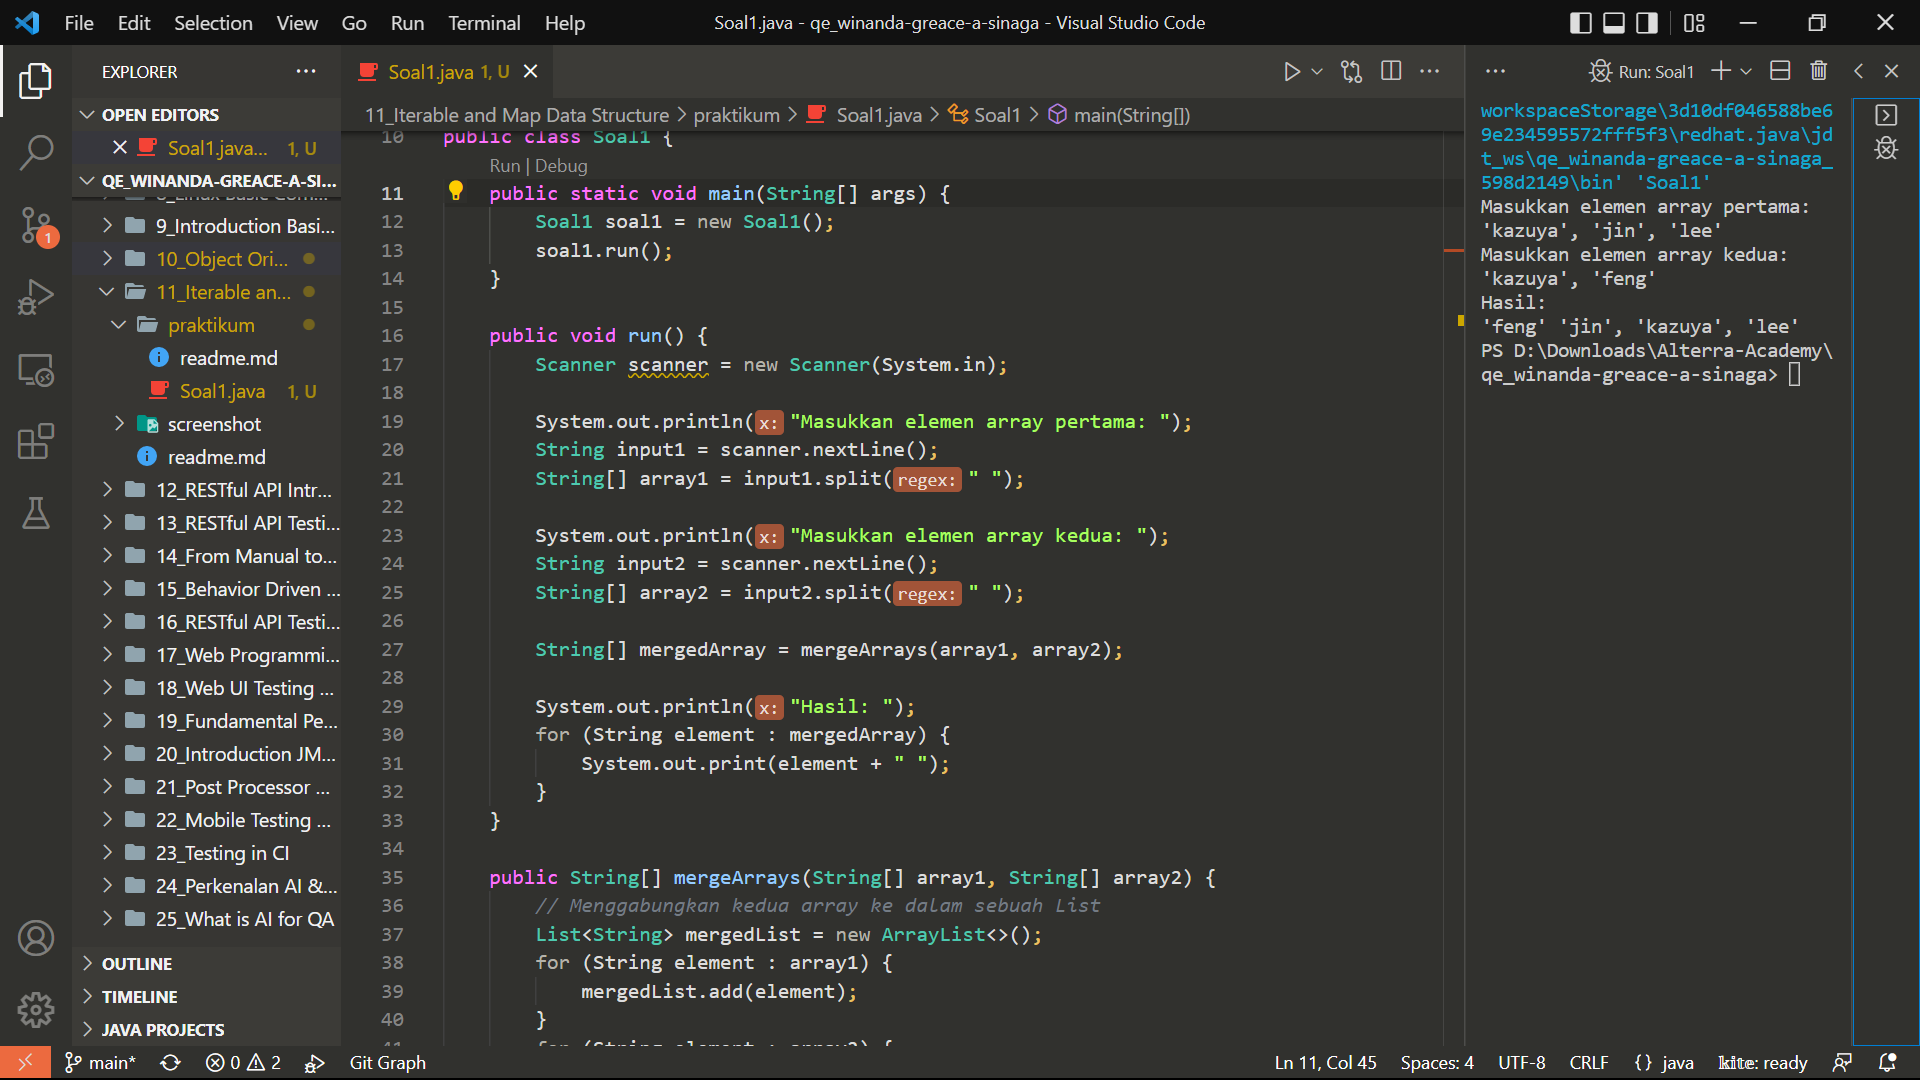 File Edit Selection View Go Run Terminal Help
Soal1.java - qe_winanda-greace-a-sinaga - Visual Studio Code
EXPLORER
OPEN EDITORS
Soal1.java... 1, U
QE_WINANDA-GREACE-A-SI...
9_Introduction Basi...
10_Object Ori...
11_Iterable an...
praktikum
readme.md
Soal1.java 1, U
screenshot
readme.md
12_RESTful API Intr...
13_RESTful API Testi...
14_From Manual to...
15_Behavior Driven ...
16_RESTful API Testi...
17_Web Programmi...
18_Web UI Testing ...
19_Fundamental Pe...
20_Introduction JM...
21_Post Processor ...
22_Mobile Testing ...
23_Testing in CI
24_Perkenalan AI &...
25_What is AI for QA
OUTLINE
TIMELINE
JAVA PROJECTS
1
Soal1.java 1, U
11_Iterable and Map Data Structure > praktikum > Soal1.java > Soal1 > main(String[])
10 public class Soal1 {
Run | Debug
11 public static void main(String[] args) {
12 Soal1 soal1 = new Soal1();
13 soal1.run();
14 }
15
16 public void run() {
17 Scanner scanner = new Scanner(System.in);
18
19 System.out.println(x: "Masukkan elemen array pertama: ");
20 String input1 = scanner.nextLine();
21 String[] array1 = input1.split(regex: " ");
22
23 System.out.println(x: "Masukkan elemen array kedua: ");
24 String input2 = scanner.nextLine();
25 String[] array2 = input2.split(regex: " ");
26
27 String[] mergedArray = mergeArrays(array1, array2);
28
29 System.out.println(x: "Hasil: ");
30 for (String element : mergedArray) {
31 System.out.print(element + " ");
32 }
33 }
34
35 public String[] mergeArrays(String[] array1, String[] array2) {
36 // Menggabungkan kedua array ke dalam sebuah List
37 List<String> mergedList = new ArrayList<>();
38 for (String element : array1) {
39 mergedList.add(element);
40 }
Run: Soal1
workspaceStorage\3d10df046588be6
9e234595572fff5f3\redhat.java\jd
t_ws\qe_winanda-greace-a-sinaga_
598d2149\bin' 'Soal1'
Masukkan elemen array pertama:
'kazuya', 'jin', 'lee'
Masukkan elemen array kedua:
'kazuya', 'feng'
Hasil:
'feng' 'jin', 'kazuya', 'lee'
PS D:\Downloads\Alterra-Academy\
qe_winanda-greace-a-sinaga>
main* 0 2 Git Graph
Ln 11, Col 45 Spaces: 4 UTF-8 CRLF {} java kite: ready